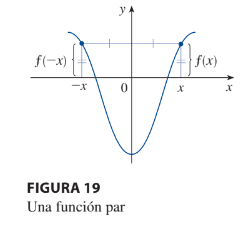 y
f(−x)
f(x)
−x
0
x
x
FIGURA 19
Una función par